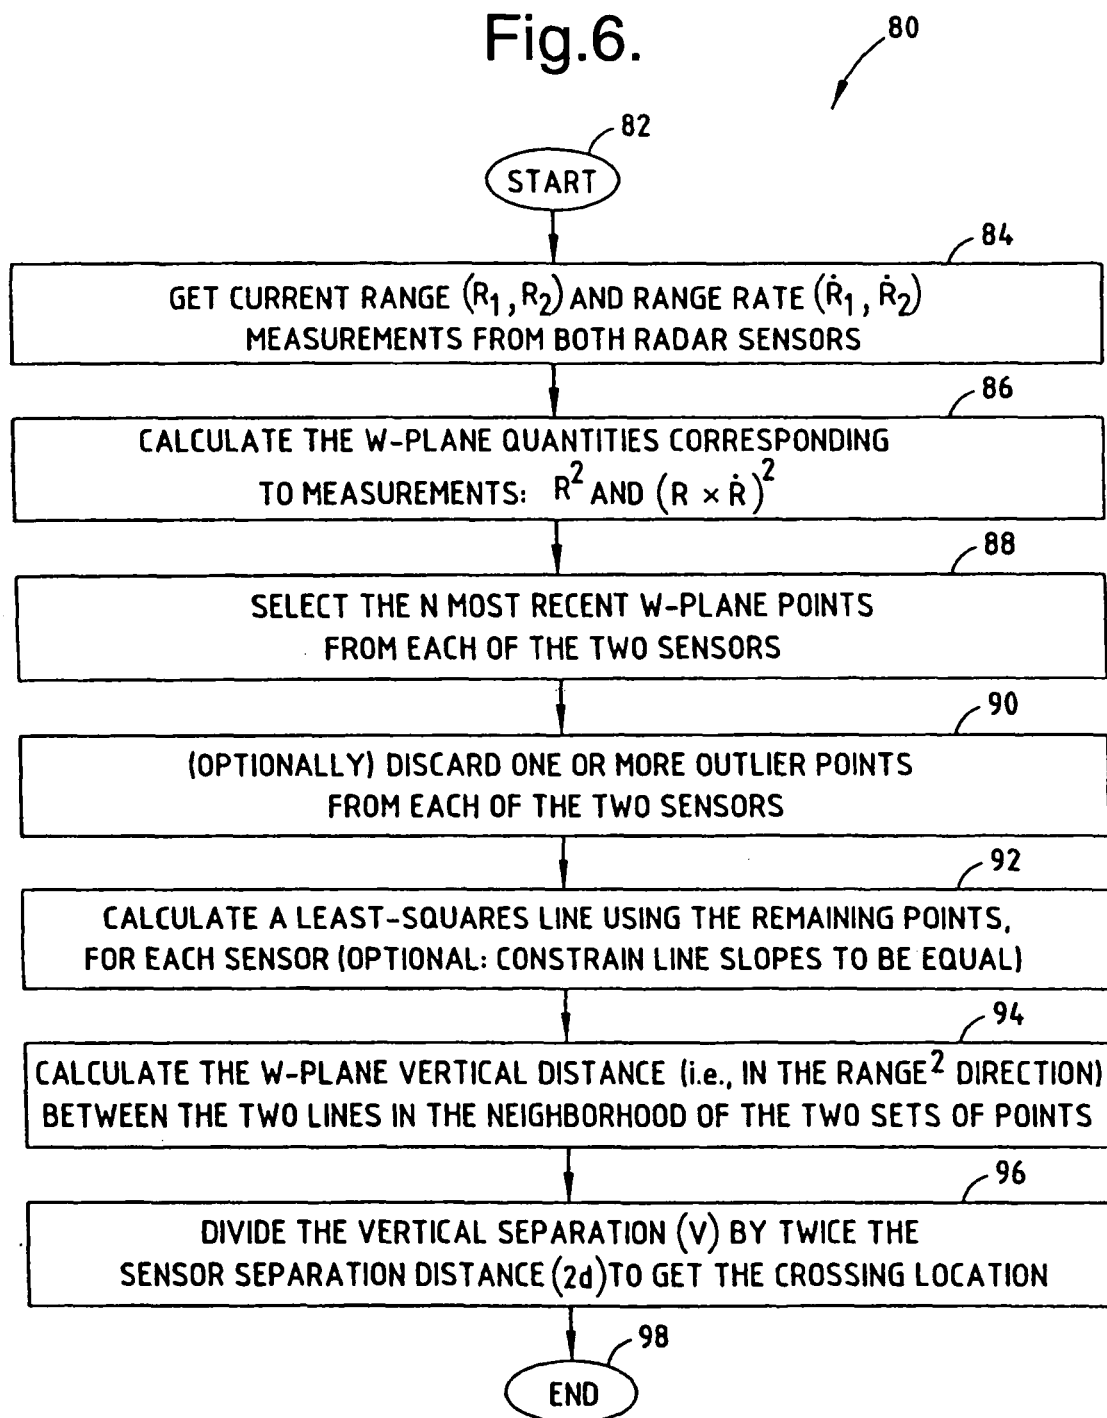 Fig.6.
80
82
START
84
GET CURRENT RANGE (R₁, R₂) AND RANGE RATE (Ṙ₁, Ṙ₂)
MEASUREMENTS FROM BOTH RADAR SENSORS
86
CALCULATE THE W-PLANE QUANTITIES CORRESPONDING
TO MEASUREMENTS: R² AND (R × Ṙ)²
88
SELECT THE N MOST RECENT W-PLANE POINTS
FROM EACH OF THE TWO SENSORS
90
(OPTIONALLY) DISCARD ONE OR MORE OUTLIER POINTS
FROM EACH OF THE TWO SENSORS
92
CALCULATE A LEAST-SQUARES LINE USING THE REMAINING POINTS,
FOR EACH SENSOR (OPTIONAL: CONSTRAIN LINE SLOPES TO BE EQUAL)
94
CALCULATE THE W-PLANE VERTICAL DISTANCE (i.e., IN THE RANGE² DIRECTION)
BETWEEN THE TWO LINES IN THE NEIGHBORHOOD OF THE TWO SETS OF POINTS
96
DIVIDE THE VERTICAL SEPARATION (V) BY TWICE THE
SENSOR SEPARATION DISTANCE (2d) TO GET THE CROSSING LOCATION
98
END